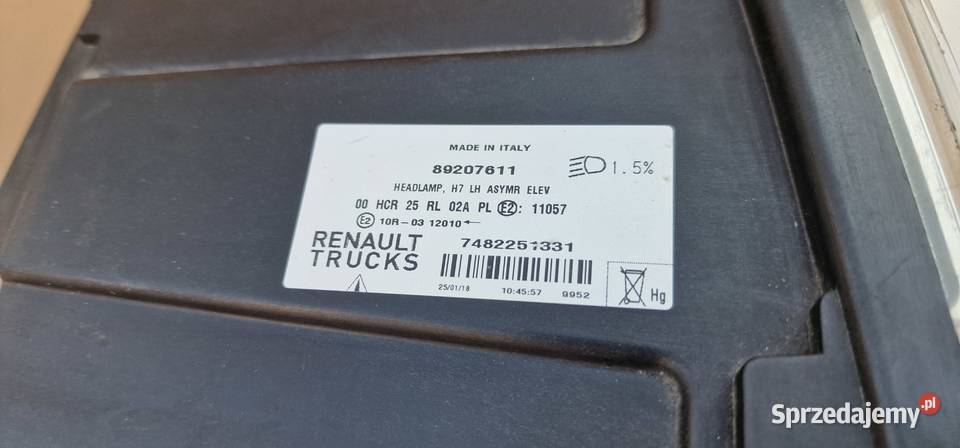 MADE IN ITALY
89207611
1.5%
HEADLAMP, H7 LH ASYMR ELEV
00 HCR 25 RL 02A PL E2: 11057
E2 10R-03 12010←
RENAULT TRUCKS
7482251331
25/01/18 10:45:57 9952
Hg
Sprzedajemy.pl